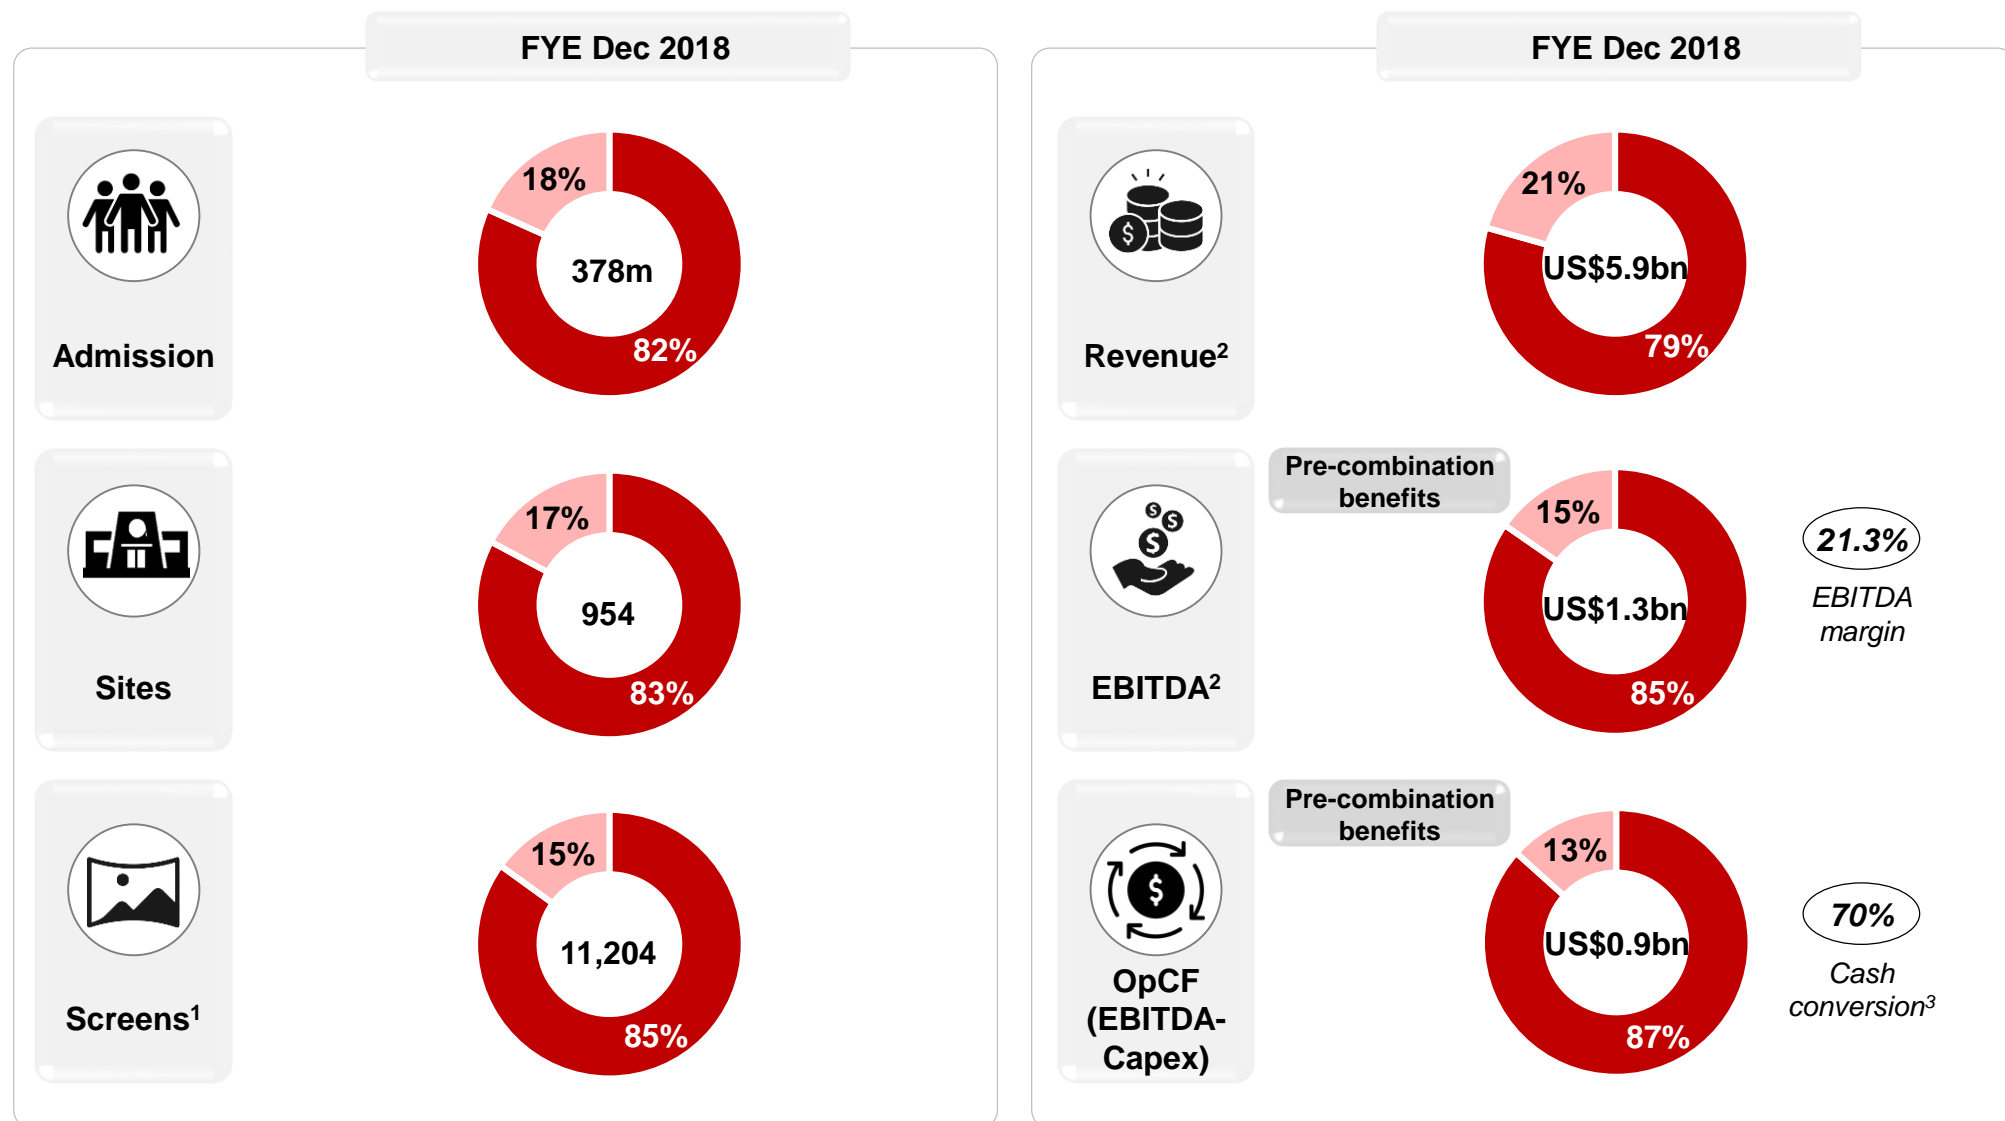 FYE Dec 2018
18%
378m
82%
Admission
17%
954
83%
Sites
15%
11,204
85%
Screens1
FYE Dec 2018
$
21%
US$5.9bn
79%
Revenue2
Pre-combination
benefits
$ $
$
15%
US$1.3bn
85%
EBITDA2
21.3%
EBITDA
margin
Pre-combination
benefits
$
13%
US$0.9bn
87%
OpCF
(EBITDA-
Capex)
70%
Cash
conversion3